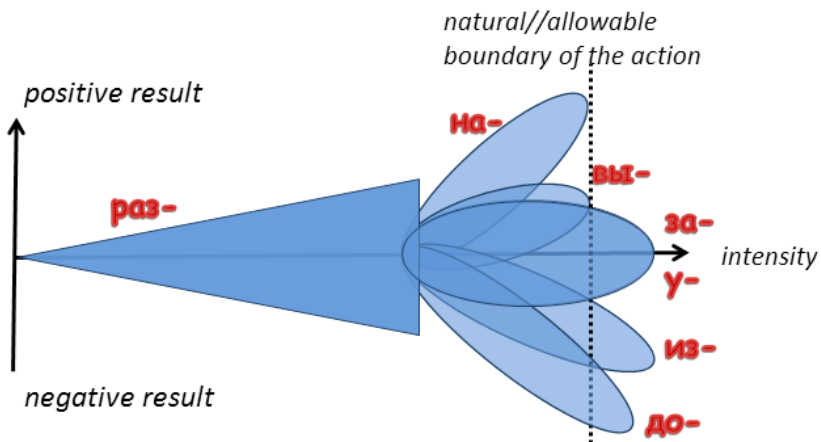 natural//allowable
boundary of the action
positive result
на-
вы-
раз-
за-
intensity
у-
из-
negative result
до-